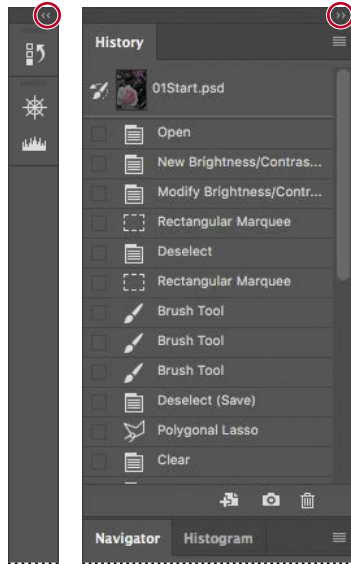 History
01Start.psd
Open
New Brightness/Contras...
Modify Brightness/Contr...
Rectangular Marquee
Deselect
Rectangular Marquee
Brush Tool
Brush Tool
Brush Tool
Deselect (Save)
Polygonal Lasso
Clear
Navigator Histogram